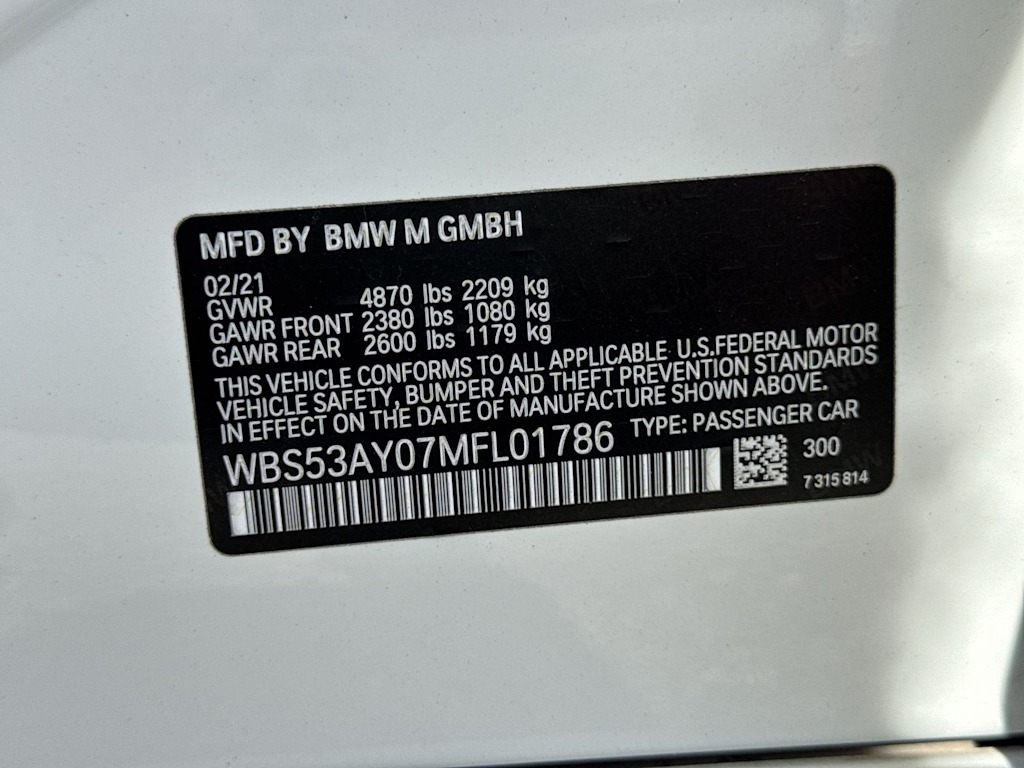 MFD BY BMW M GMBH
02/21
GVWR 4870 lbs 2209 kg
GAWR FRONT 2380 lbs 1080 kg
GAWR REAR 2600 lbs 1179 kg
THIS VEHICLE CONFORMS TO ALL APPLICABLE U.S.FEDERAL MOTOR
VEHICLE SAFETY, BUMPER AND THEFT PREVENTION STANDARDS
IN EFFECT ON THE DATE OF MANUFACTURE SHOWN ABOVE.
WBS53AY07MFL01786 TYPE: PASSENGER CAR
300
7 315 814